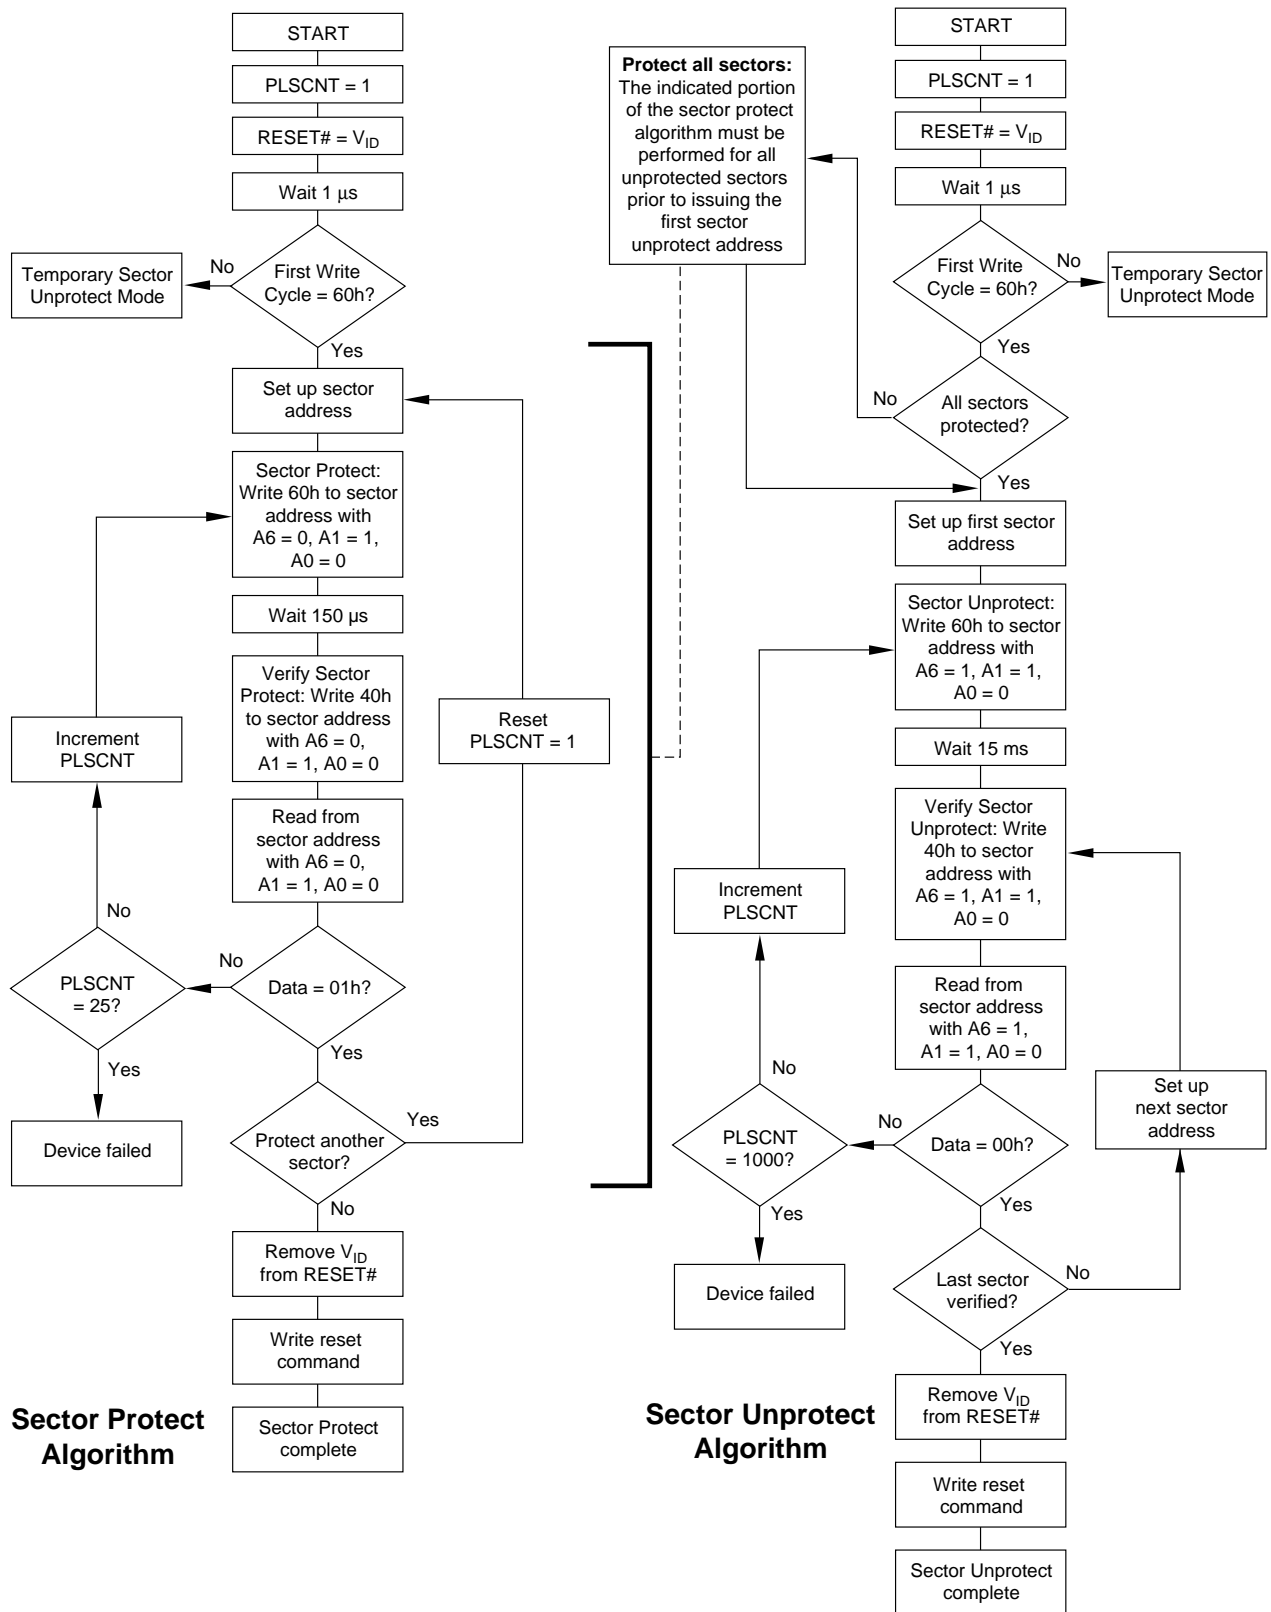 START
PLSCNT = 1
RESET# = VID
Wait 1 μs
First Write
Cycle = 60h?
No
Temporary Sector
Unprotect Mode
Yes
Set up sector
address
Sector Protect:
Write 60h to sector
address with
A6 = 0, A1 = 1,
A0 = 0
Wait 150 µs
Verify Sector
Protect: Write 40h
to sector address
with A6 = 0,
A1 = 1, A0 = 0
Read from
sector address
with A6 = 0,
A1 = 1, A0 = 0
Data = 01h?
No
PLSCNT
= 25?
No
Increment
PLSCNT
Yes
Device failed
Yes
Protect another
sector?
Yes
Reset
PLSCNT = 1
No
Remove VID
from RESET#
Write reset
command
Sector Protect
complete
Sector Protect
Algorithm
Protect all sectors:
The indicated portion
of the sector protect
algorithm must be
performed for all
unprotected sectors
prior to issuing the
first sector
unprotect address
START
PLSCNT = 1
RESET# = VID
Wait 1 μs
First Write
Cycle = 60h?
No
Temporary Sector
Unprotect Mode
Yes
All sectors
protected?
No
Yes
Set up first sector
address
Sector Unprotect:
Write 60h to sector
address with
A6 = 1, A1 = 1,
A0 = 0
Wait 15 ms
Verify Sector
Unprotect: Write
40h to sector
address with
A6 = 1, A1 = 1,
A0 = 0
Read from
sector address
with A6 = 1,
A1 = 1, A0 = 0
Data = 00h?
No
PLSCNT
= 1000?
No
Increment
PLSCNT
Yes
Device failed
Yes
Last sector
verified?
No
Set up
next sector
address
Yes
Remove VID
from RESET#
Write reset
command
Sector Unprotect
complete
Sector Unprotect
Algorithm